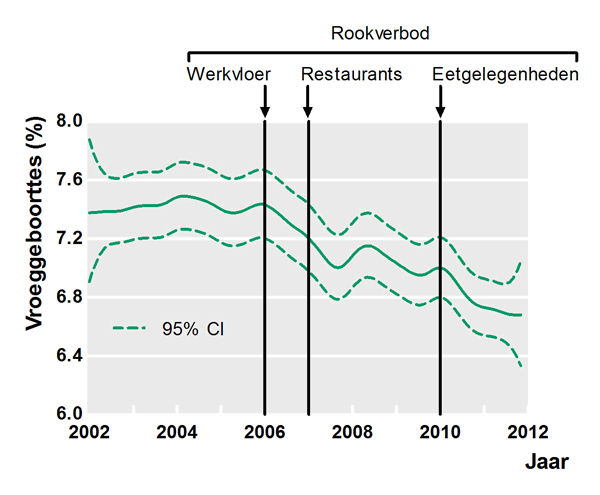 Rookverbod
Werkvloer Restaurants Eetgelegenheden
8.0
7.6
7.2
6.8
6.4
6.0
Vroeggeboorttes (%)
95% CI
2002 2004 2006 2008 2010 2012
Jaar